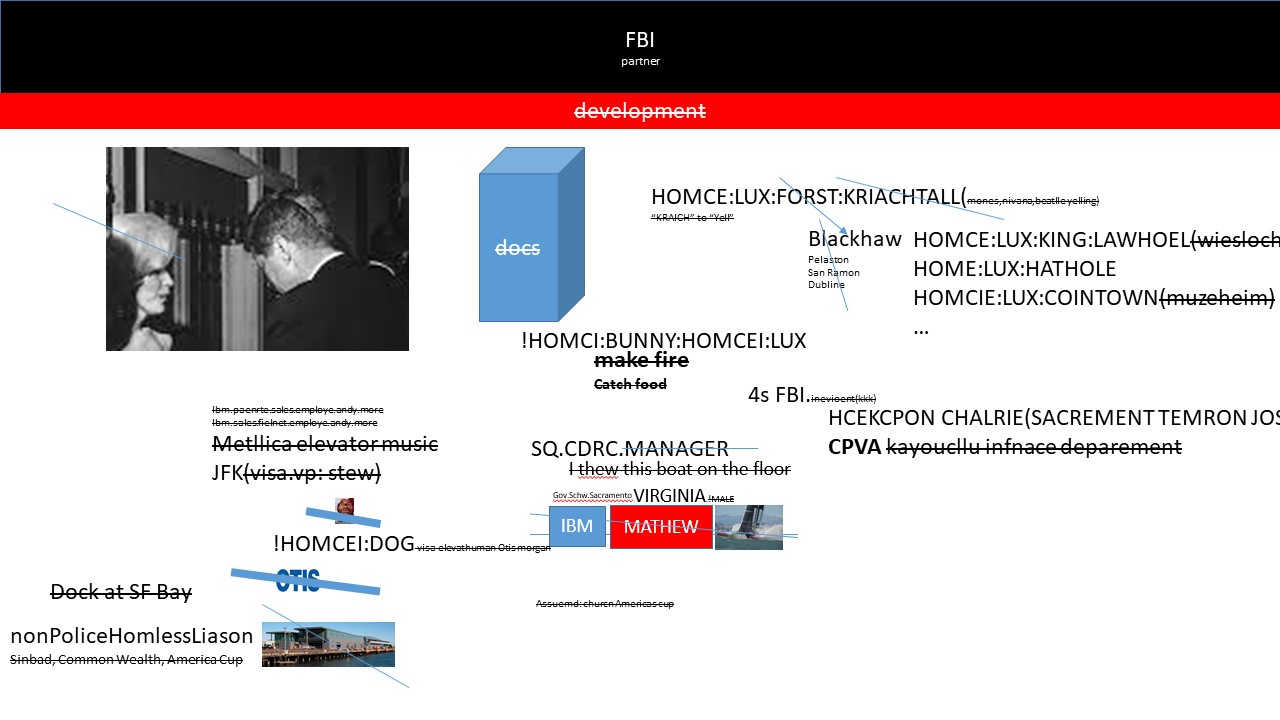 FBI
partner
development
docs
HOMCE:LUX:FORST:KRIACHTALL(mones,nivana,beatlle yelling)
“KRAICH” to “Yell”
Blackhaw
Pelaston
San Ramon
Dubline
HOMCE:LUX:KING:LAWHOEL(wiesloch
HOME:LUX:HATHOLE
HOMCIE:LUX:COINTOWN(muzeheim)
...
!HOMCI:BUNNY:HOMCEI:LUX
make fire
Catch food
4s FBI.inevioent(kkk)
HCEKCPON CHALRIE(SACREMENT TEMRON JOS
CPVA kayoucllu infnace deparement
Ibm.paenrte.sales.employe.andy.more
Ibm.sales.fielnet.employe.andy.more
Metllica elevator music
JFK(visa.vp: stew)
SQ.CDRC.MANAGER
I thew this boat on the floor
Gov.Schw.Sacramento VIRGINIA.!MALE
IBM
MATHEW
!HOMCEI:DOG visa elevathuman Otis morgan
OTIS
Dock at SF Bay
Assuemd: churcn Americas cup
nonPoliceHomlessLiason
Sinbad, Common Wealth, America Cup